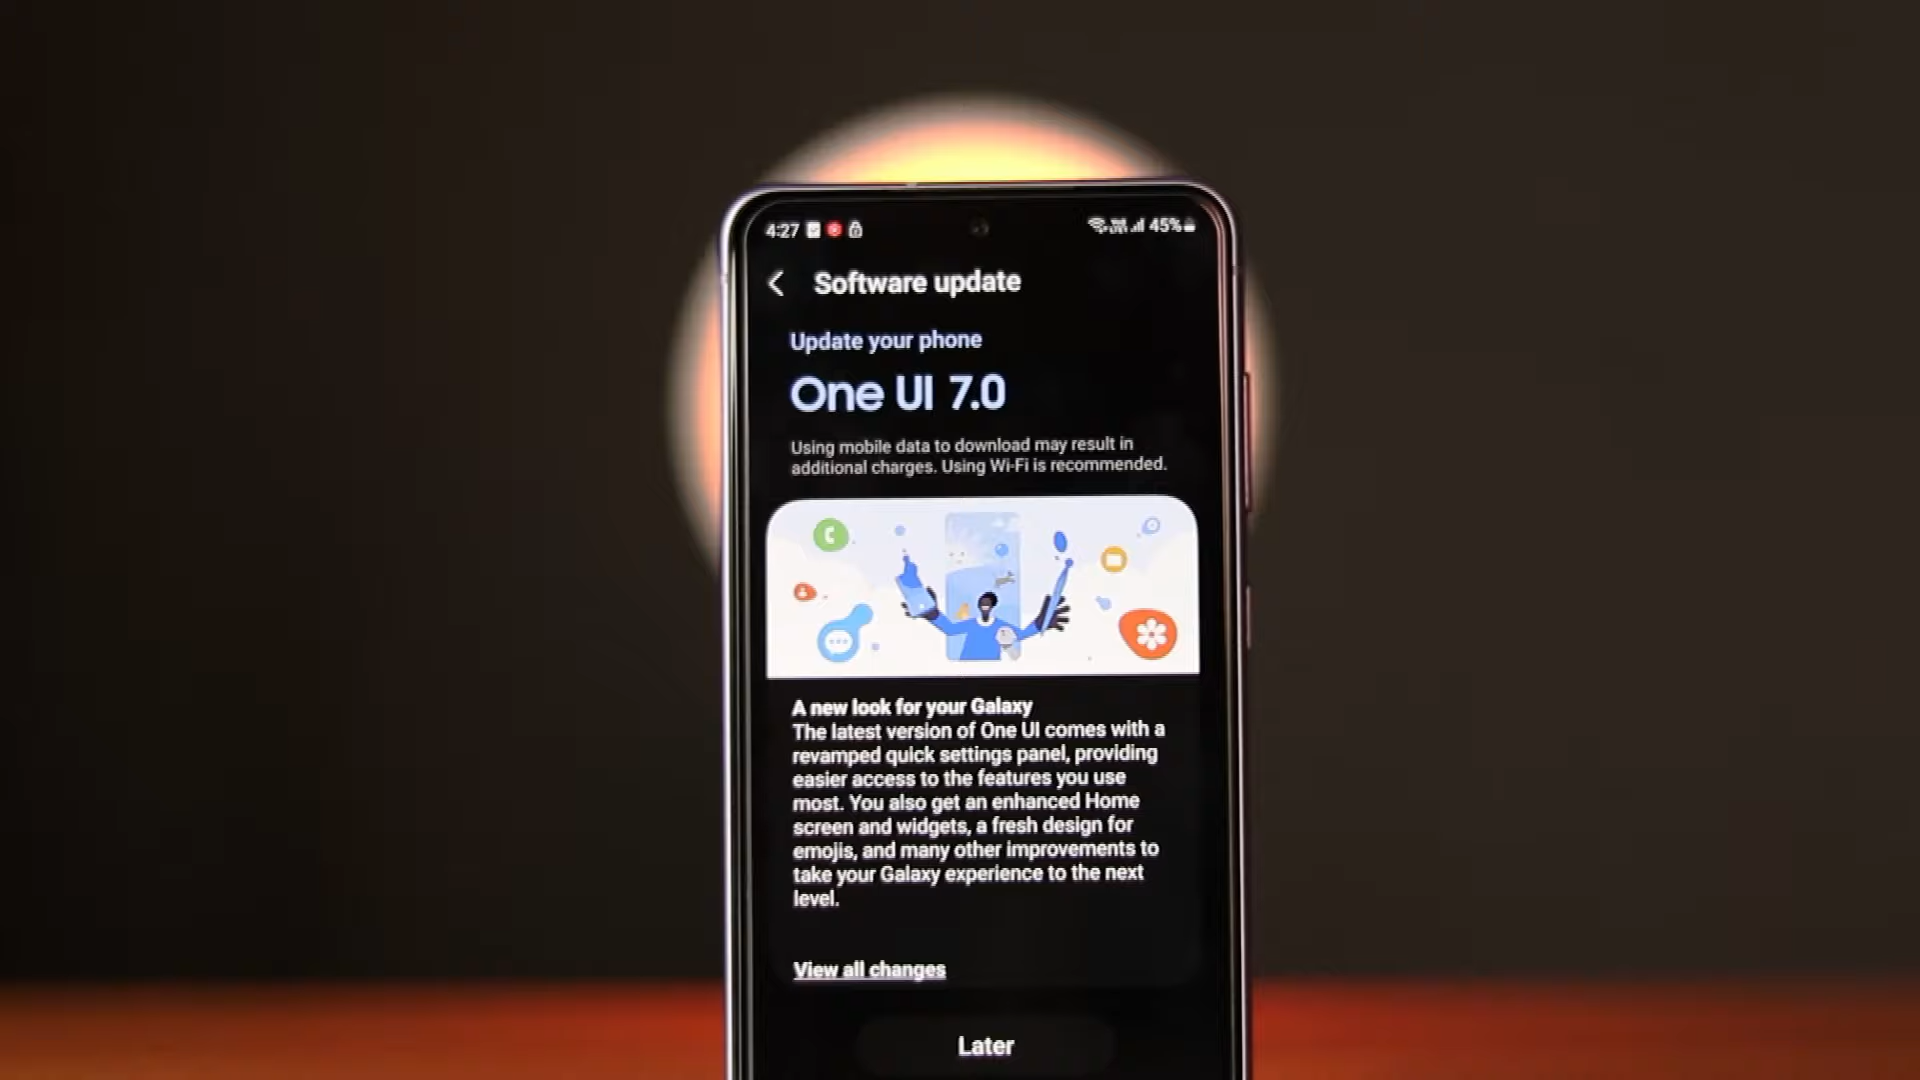 4:27
45%
Software update
Update your phone
One UI 7.0
Using mobile data to download may result in
additional charges. Using Wi-Fi is recommended.
A new look for your Galaxy
The latest version of One UI comes with a
revamped quick settings panel, providing
easier access to the features you use
most. You also get an enhanced Home
screen and widgets, a fresh design for
emojis, and many other improvements to
take your Galaxy experience to the next
level.
View all changes
Later